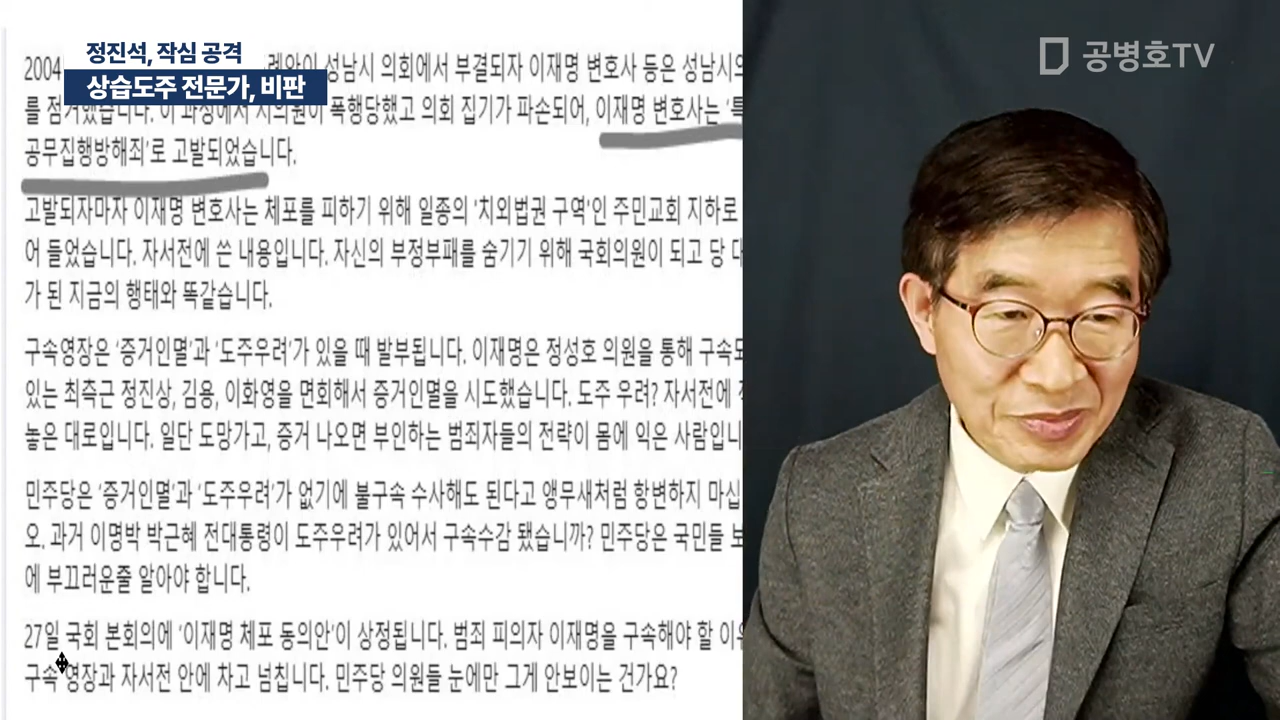 정진석, 작심 공격
상습도주 전문가, 비판
공병호TV
2004 례안이 성남시 의회에서 부결되자 이재명 변호사 등은 성남시의
를 점거했습니다. 이 과정에서 시의원이 폭행당했고 의회 집기가 파손되어, 이재명 변호사는 '특
공무집행방해죄'로 고발되었습니다.
고발되자마자 이재명 변호사는 체포를 피하기 위해 일종의 '치외법권 구역'인 주민교회 지하로
어 들었습니다. 자서전에 쓴 내용입니다. 자신의 부정부패를 숨기기 위해 국회의원이 되고 당 대
가 된 지금의 행태와 똑같습니다.
구속영장은 '증거인멸'과 '도주우려'가 있을 때 발부됩니다. 이재명은 정성호 의원을 통해 구속되
있는 최측근 정진상, 김용, 이화영을 면회해서 증거인멸을 시도했습니다. 도주 우려? 자서전에
놓은 대로입니다. 일단 도망가고, 증거 나오면 부인하는 범죄자들의 전략이 몸에 익은 사람입니
민주당은 '증거인멸'과 '도주우려'가 없기에 불구속 수사해도 된다고 앵무새처럼 항변하지 마십
오. 과거 이명박 박근혜 전대통령이 도주우려가 있어서 구속수감 됐습니까? 민주당은 국민들 보
에 부끄러운줄 알아야 합니다.
27일 국회 본회의에 '이재명 체포 동의안'이 상정됩니다. 범죄 피의자 이재명을 구속해야 할 이유
구속 영장과 자서전 안에 차고 넘칩니다. 민주당 의원들 눈에만 그게 안보이는 건가요?